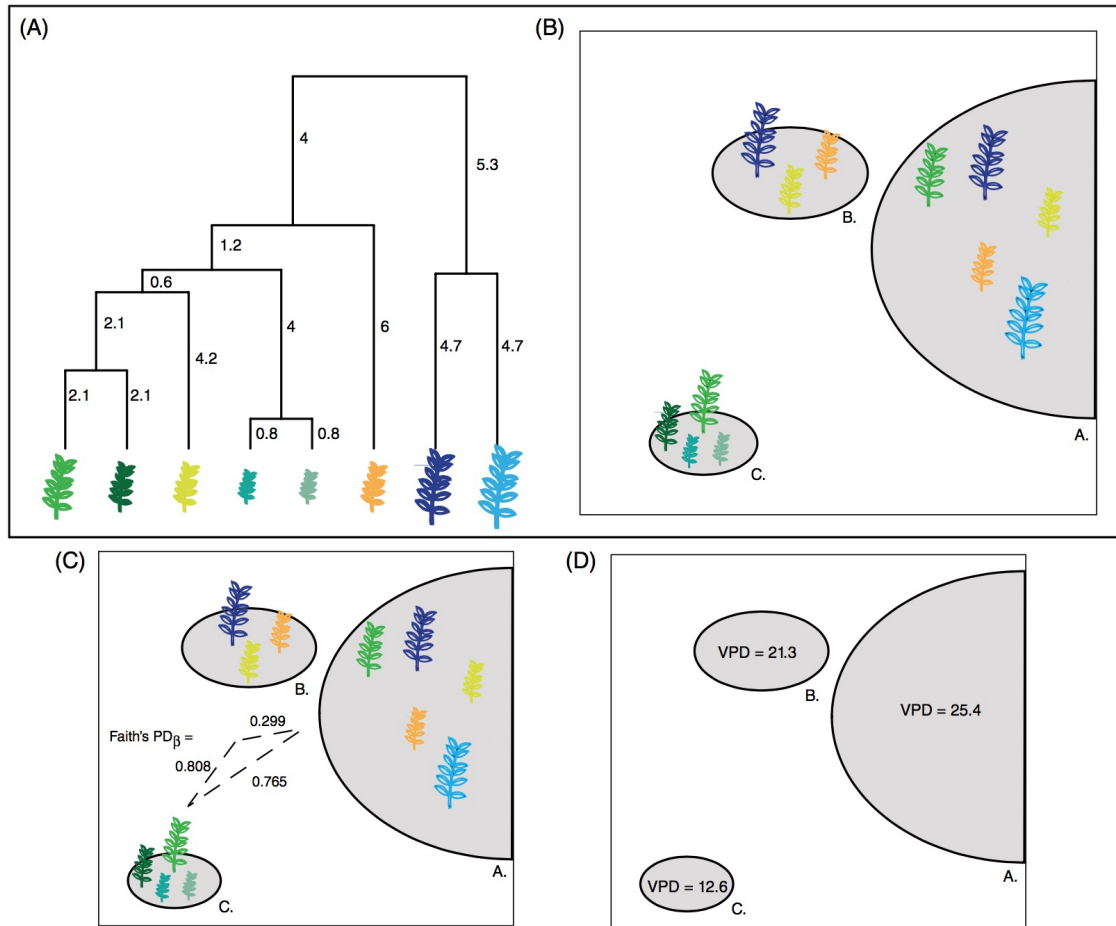 (A)
4
5.3
1.2
0.6
2.1
4.2
4
6
4.7
4.7
2.1
2.1
0.8
0.8
(B)
B.
A.
C.
(C)
B.
Faith's PDβ =
0.299
0.808
0.765
A.
C.
(D)
VPD = 21.3
B.
VPD = 25.4
A.
VPD = 12.6
C.